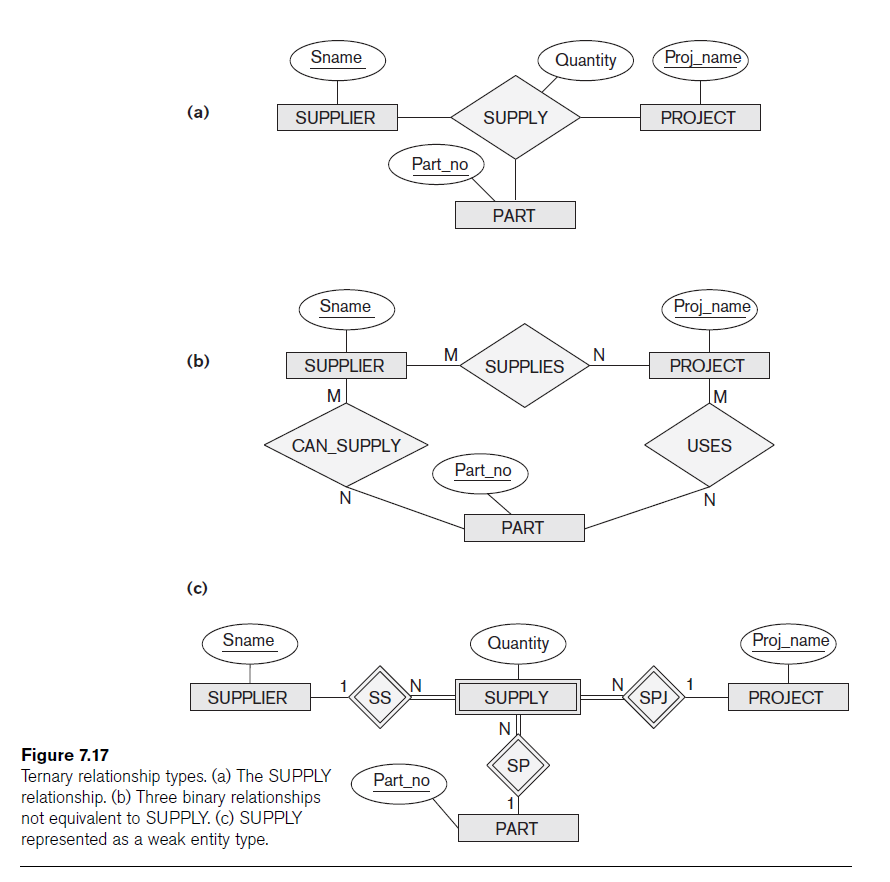 Sname
Quantity
Proj_name
(a)
SUPPLIER
SUPPLY
PROJECT
Part_no
PART
Sname
Proj_name
(b)
SUPPLIER
M
SUPPLIES
N
PROJECT
M
M
CAN_SUPPLY
USES
Part_no
N
N
PART
(c)
Sname
Quantity
Proj_name
SUPPLIER
1
SS
N
SUPPLY
N
SPJ
1
PROJECT
N
SP
Part_no
1
PART
Figure 7.17
Ternary relationship types. (a) The SUPPLY
relationship. (b) Three binary relationships
not equivalent to SUPPLY. (c) SUPPLY
represented as a weak entity type.